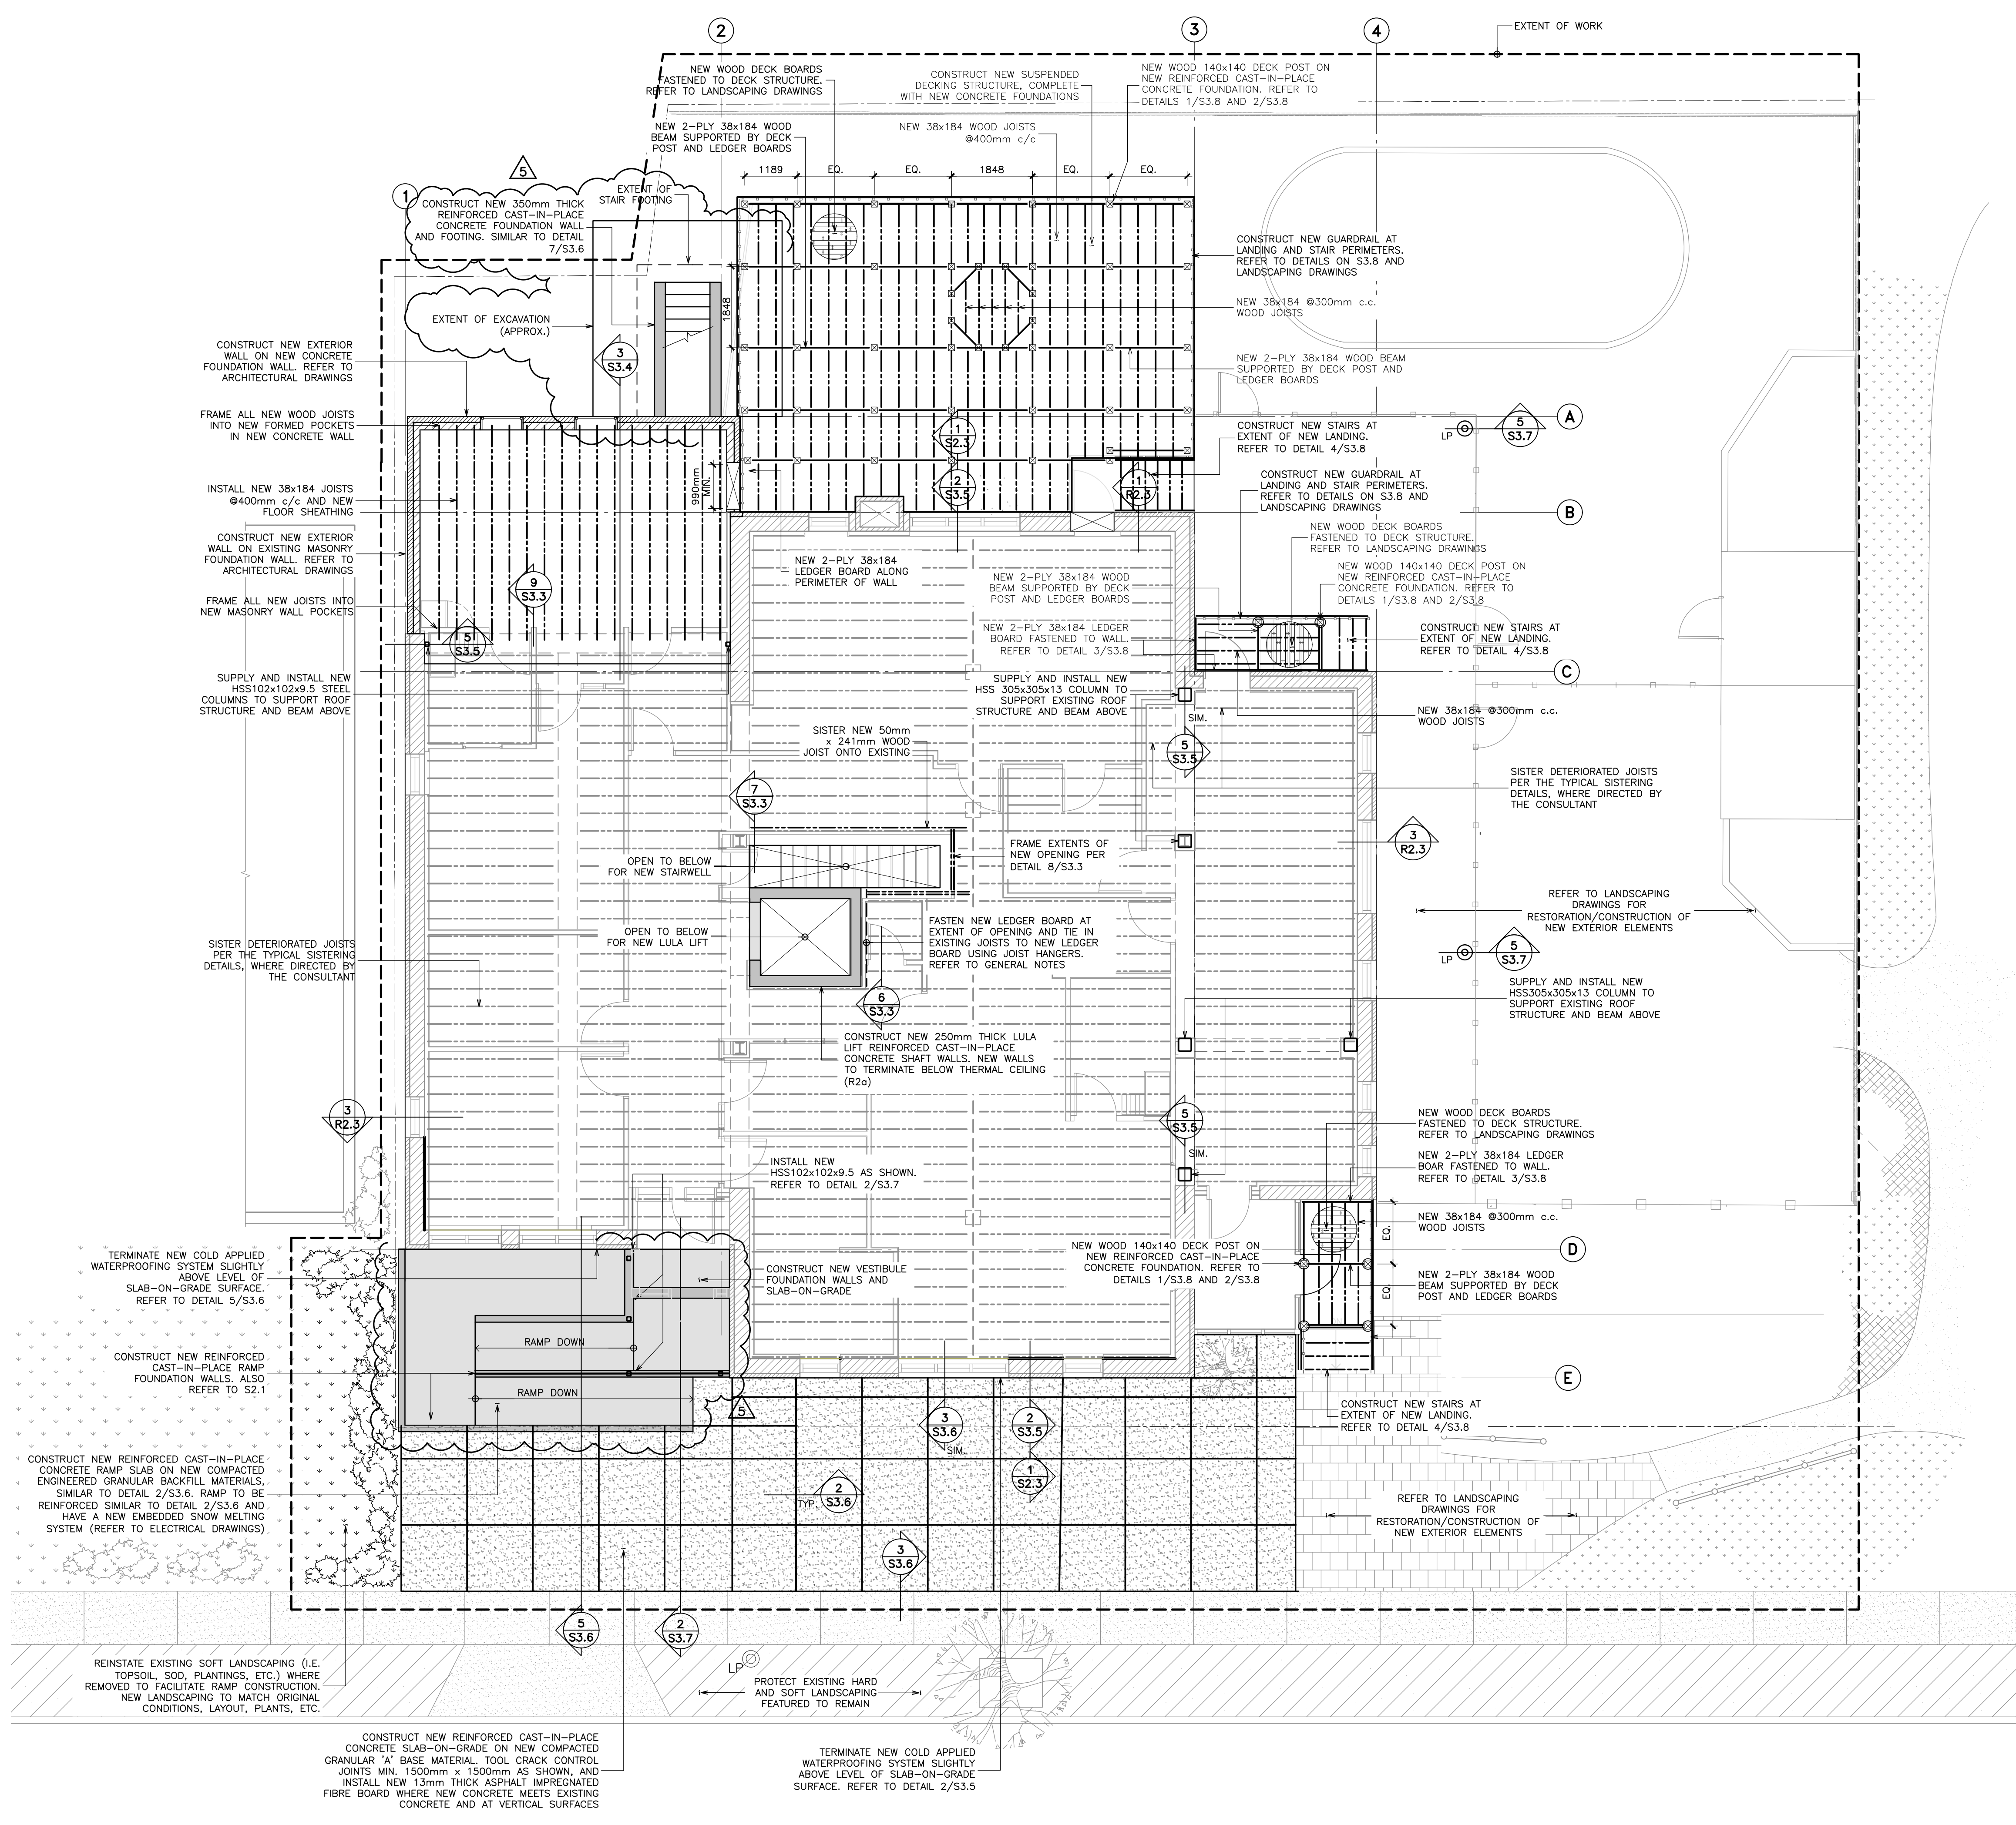 EXTENT OF WORK
1
2
3
4
NEW WOOD DECK BOARDS
FASTENED TO DECK STRUCTURE.
REFER TO LANDSCAPING DRAWINGS
CONSTRUCT NEW SUSPENDED
DECKING STRUCTURE, COMPLETE
WITH NEW CONCRETE FOUNDATIONS
NEW WOOD 140x140 DECK POST ON
NEW REINFORCED CAST-IN-PLACE
CONCRETE FOUNDATION. REFER TO
DETAILS 1/S3.8 AND 2/S3.8
NEW 2-PLY 38x184 WOOD
BEAM SUPPORTED BY DECK
POST AND LEDGER BOARDS
NEW 38x184 WOOD JOISTS
@400mm c/c
1189
EQ.
EQ.
1848
EQ.
EQ.
5
EXTENT OF
STAIR FOOTING
CONSTRUCT NEW 350mm THICK
REINFORCED CAST-IN-PLACE
CONCRETE FOUNDATION WALL
AND FOOTING. SIMILAR TO DETAIL
7/S3.6
1848
EXTENT OF EXCAVATION
(APPROX.)
3
S3.4
CONSTRUCT NEW GUARDRAIL AT
LANDING AND STAIR PERIMETERS.
REFER TO DETAILS ON S3.8 AND
LANDSCAPING DRAWINGS
NEW 38x184 @300mm c.c.
WOOD JOISTS
NEW 2-PLY 38x184 WOOD BEAM
SUPPORTED BY DECK POST AND
LEDGER BOARDS
CONSTRUCT NEW EXTERIOR
WALL ON NEW CONCRETE
FOUNDATION WALL. REFER TO
ARCHITECTURAL DRAWINGS
FRAME ALL NEW WOOD JOISTS
INTO NEW FORMED POCKETS
IN NEW CONCRETE WALL
INSTALL NEW 38x184 JOISTS
@400mm c/c AND NEW
FLOOR SHEATHING
CONSTRUCT NEW EXTERIOR
WALL ON EXISTING MASONRY
FOUNDATION WALL. REFER TO
ARCHITECTURAL DRAWINGS
FRAME ALL NEW JOISTS INTO
NEW MASONRY WALL POCKETS
990mm
MIN.
1
S2.3
2
S3.5
1
R2.3
CONSTRUCT NEW STAIRS AT
EXTENT OF NEW LANDING.
REFER TO DETAIL 4/S3.8
LP
5
S3.7
A
CONSTRUCT NEW GUARDRAIL AT
LANDING AND STAIR PERIMETERS.
REFER TO DETAILS ON S3.8 AND
LANDSCAPING DRAWINGS
B
NEW WOOD DECK BOARDS
FASTENED TO DECK STRUCTURE.
REFER TO LANDSCAPING DRAWINGS
NEW WOOD 140x140 DECK POST ON
NEW REINFORCED CAST-IN-PLACE
CONCRETE FOUNDATION. REFER TO
DETAILS 1/S3.8 AND 2/S3.8
NEW 2-PLY 38x184
LEDGER BOARD ALONG
PERIMETER OF WALL
NEW 2-PLY 38x184 WOOD
BEAM SUPPORTED BY DECK
POST AND LEDGER BOARDS
NEW 2-PLY 38x184 LEDGER
BOARD FASTENED TO WALL.
REFER TO DETAIL 3/S3.8
9
S3.3
5
S3.5
CONSTRUCT NEW STAIRS AT
EXTENT OF NEW LANDING.
REFER TO DETAIL 4/S3.8
C
SUPPLY AND INSTALL NEW
HSS102x102x9.5 STEEL
COLUMNS TO SUPPORT ROOF
STRUCTURE AND BEAM ABOVE
SUPPLY AND INSTALL NEW
HSS 305x305x13 COLUMN TO
SUPPORT EXISTING ROOF
STRUCTURE AND BEAM ABOVE
NEW 38x184 @300mm c.c.
WOOD JOISTS
SISTER NEW 50mm
x 241mm WOOD
JOIST ONTO EXISTING
SIM.
5
S3.5
SISTER DETERIORATED JOISTS
PER THE TYPICAL SISTERING
DETAILS, WHERE DIRECTED BY
THE CONSULTANT
7
S3.3
3
R2.3
OPEN TO BELOW
FOR NEW STAIRWELL
FRAME EXTENTS OF
NEW OPENING PER
DETAIL 8/S3.3
OPEN TO BELOW
FOR NEW LULA LIFT
FASTEN NEW LEDGER BOARD AT
EXTENT OF OPENING AND TIE IN
EXISTING JOISTS TO NEW LEDGER
BOARD USING JOIST HANGERS.
REFER TO GENERAL NOTES
REFER TO LANDSCAPING
DRAWINGS FOR
RESTORATION/CONSTRUCTION OF
NEW EXTERIOR ELEMENTS
SISTER DETERIORATED JOISTS
PER THE TYPICAL SISTERING
DETAILS, WHERE DIRECTED BY
THE CONSULTANT
LP
5
S3.7
6
S3.3
SUPPLY AND INSTALL NEW
HSS305x305x13 COLUMN TO
SUPPORT EXISTING ROOF
STRUCTURE AND BEAM ABOVE
CONSTRUCT NEW 250mm THICK LULA
LIFT REINFORCED CAST-IN-PLACE
CONCRETE SHAFT WALLS. NEW WALLS
TO TERMINATE BELOW THERMAL CEILING
(R2a)
3
R2.3
5
S3.5
SIM.
NEW WOOD DECK BOARDS
FASTENED TO DECK STRUCTURE.
REFER TO LANDSCAPING DRAWINGS
INSTALL NEW
HSS102x102x9.5 AS SHOWN.
REFER TO DETAIL 2/S3.7
NEW 2-PLY 38x184 LEDGER
BOAR FASTENED TO WALL.
REFER TO DETAIL 3/S3.8
NEW 38x184 @300mm c.c.
WOOD JOISTS
EQ.
EQ.
D
TERMINATE NEW COLD APPLIED
WATERPROOFING SYSTEM SLIGHTLY
ABOVE LEVEL OF
SLAB-ON-GRADE SURFACE.
REFER TO DETAIL 5/S3.6
CONSTRUCT NEW VESTIBULE
FOUNDATION WALLS AND
SLAB-ON-GRADE
NEW WOOD 140x140 DECK POST ON
NEW REINFORCED CAST-IN-PLACE
CONCRETE FOUNDATION. REFER TO
DETAILS 1/S3.8 AND 2/S3.8
NEW 2-PLY 38x184 WOOD
BEAM SUPPORTED BY DECK
POST AND LEDGER BOARDS
RAMP DOWN
RAMP DOWN
CONSTRUCT NEW REINFORCED
CAST-IN-PLACE RAMP
FOUNDATION WALLS. ALSO
REFER TO S2.1
E
5
3
S3.6
SIM.
2
S3.5
1
S2.3
CONSTRUCT NEW STAIRS AT
EXTENT OF NEW LANDING.
REFER TO DETAIL 4/S3.8
CONSTRUCT NEW REINFORCED CAST-IN-PLACE
CONCRETE RAMP SLAB ON NEW COMPACTED
ENGINEERED GRANULAR BACKFILL MATERIALS,
SIMILAR TO DETAIL 2/S3.6. RAMP TO BE
REINFORCED SIMILAR TO DETAIL 2/S3.6 AND
HAVE A NEW EMBEDDED SNOW MELTING
SYSTEM (REFER TO ELECTRICAL DRAWINGS)
TYP.
2
S3.6
REFER TO LANDSCAPING
DRAWINGS FOR
RESTORATION/CONSTRUCTION OF
NEW EXTERIOR ELEMENTS
3
S3.6
5
S3.6
2
S3.7
REINSTATE EXISTING SOFT LANDSCAPING (I.E.
TOPSOIL, SOD, PLANTINGS, ETC.) WHERE
REMOVED TO FACILITATE RAMP CONSTRUCTION.
NEW LANDSCAPING TO MATCH ORIGINAL
CONDITIONS, LAYOUT, PLANTS, ETC.
LP
PROTECT EXISTING HARD
AND SOFT LANDSCAPING
FEATURED TO REMAIN
CONSTRUCT NEW REINFORCED CAST-IN-PLACE
CONCRETE SLAB-ON-GRADE ON NEW COMPACTED
GRANULAR 'A' BASE MATERIAL. TOOL CRACK CONTROL
JOINTS MIN. 1500mm x 1500mm AS SHOWN, AND
INSTALL NEW 13mm THICK ASPHALT IMPREGNATED
FIBRE BOARD WHERE NEW CONCRETE MEETS EXISTING
CONCRETE AND AT VERTICAL SURFACES
TERMINATE NEW COLD APPLIED
WATERPROOFING SYSTEM SLIGHTLY
ABOVE LEVEL OF SLAB-ON-GRADE
SURFACE. REFER TO DETAIL 2/S3.5